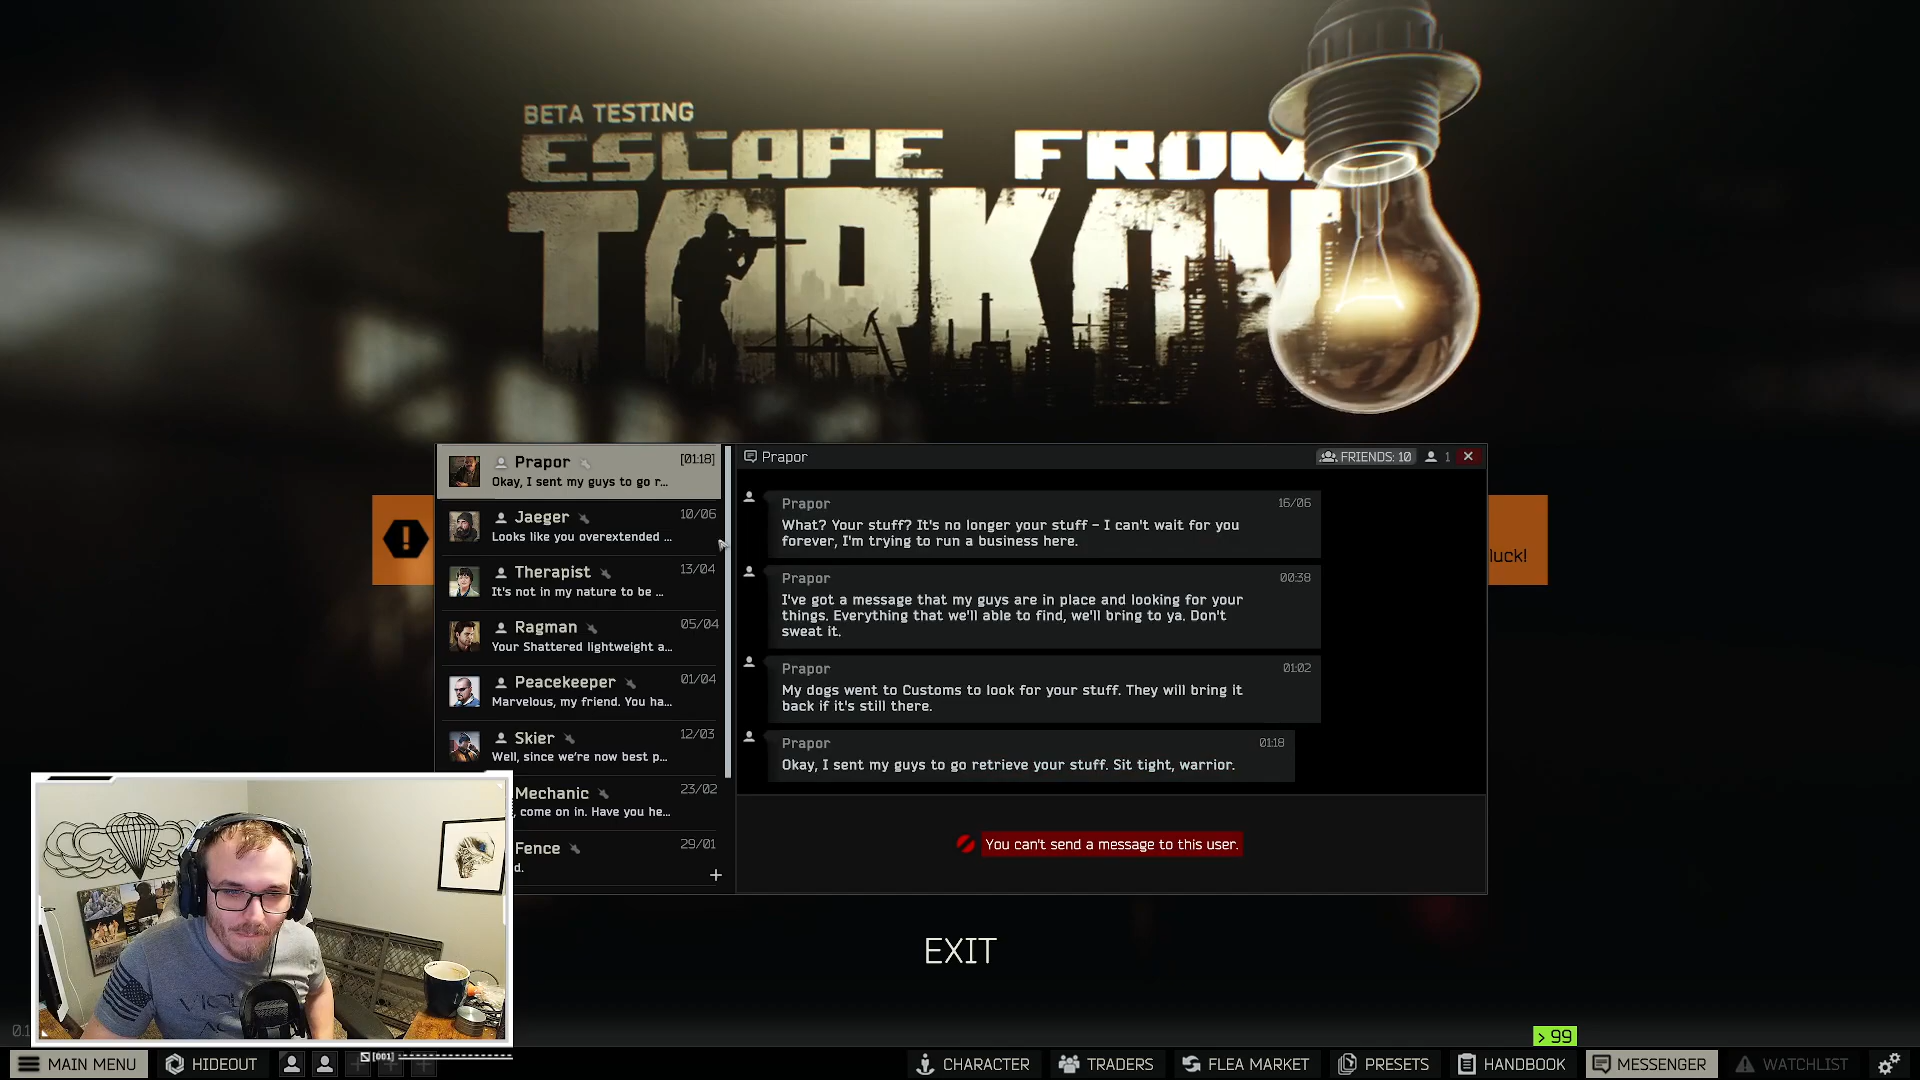 BETA TESTING
ESCAPE FROM
TARKOV
Prapor
[01:18]
Okay, I sent my guys to go r...
Jaeger
10/06
Looks like you overextended ...
Therapist
13/04
It's not in my nature to be ...
Ragman
05/04
Your Shattered lightweight a...
Peacekeeper
01/04
Marvelous, my friend. You ha...
Skier
12/03
Well, since we're now best p...
Mechanic
23/02
, come on in. Have you he...
Fence
29/01
d.
+
Prapor
FRIENDS: 10
1
Prapor
16/06
What? Your stuff? It's no longer your stuff - I can't wait for you
forever, I'm trying to run a business here.
Prapor
00:38
I've got a message that my guys are in place and looking for your
things. Everything that we'll able to find, we'll bring to ya. Don't
sweat it.
Prapor
01:02
My dogs went to Customs to look for your stuff. They will bring it
back if it's still there.
Prapor
01:18
Okay, I sent my guys to go retrieve your stuff. Sit tight, warrior.
You can't send a message to this user.
luck!
EXIT
> 99
MAIN MENU
HIDEOUT
[001]
CHARACTER
TRADERS
FLEA MARKET
PRESETS
HANDBOOK
MESSENGER
WATCHLIST